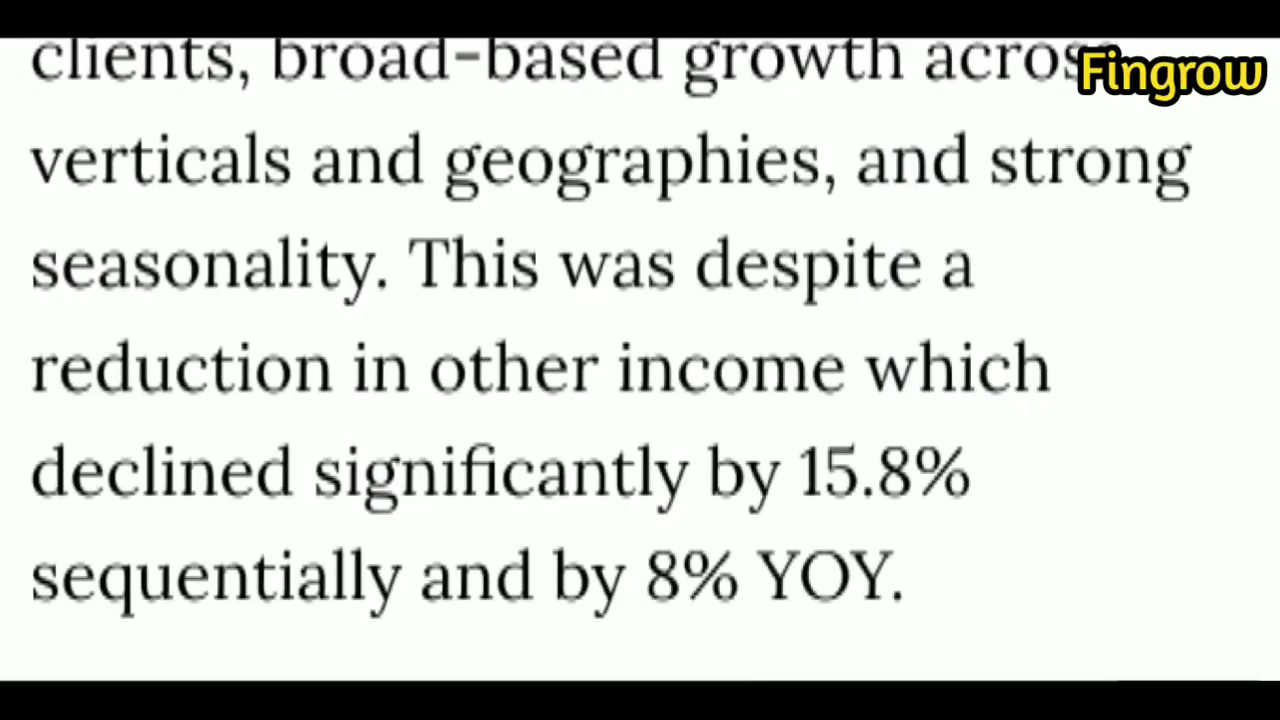 clients, broad-based growth across
Fingrow
verticals and geographies, and strong
seasonality. This was despite a
reduction in other income which
declined significantly by 15.8%
sequentially and by 8% YOY.